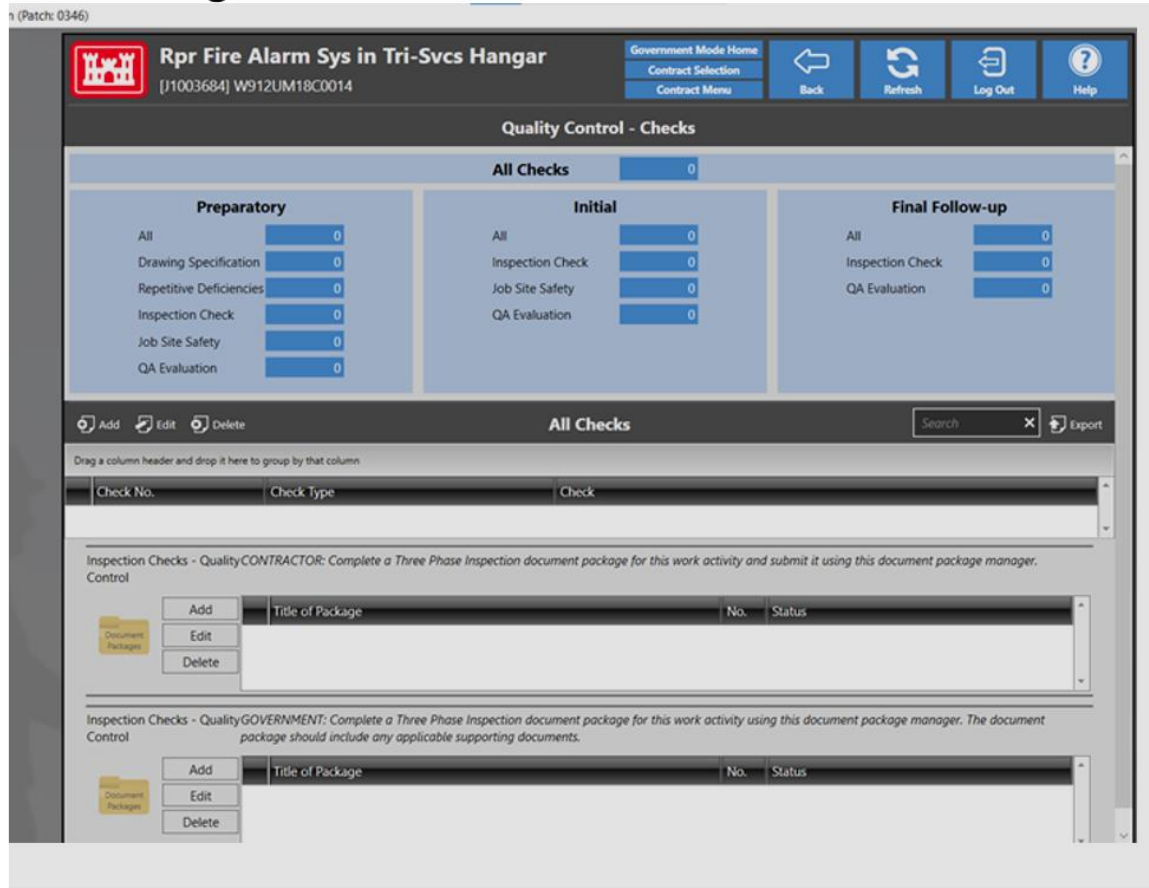 n (Patch: 0346)
Rpr Fire Alarm Sys in Tri-Svcs Hangar
[J1003684] W912UM18C0014
Government Mode Home
Contract Selection
Contract Menu
Back
Refresh
Log Out
Help
Quality Control - Checks
All Checks 0
Preparatory
All 0
Drawing Specification 0
Repetitive Deficiencies 0
Inspection Check 0
Job Site Safety 0
QA Evaluation 0
Initial
All 0
Inspection Check 0
Job Site Safety 0
QA Evaluation 0
Final Follow-up
All 0
Inspection Check 0
QA Evaluation 0
Add Edit Delete All Checks Search × Export
Drag a column header and drop it here to group by that column
Check No. Check Type Check
Inspection Checks - Quality Control
CONTRACTOR: Complete a Three Phase Inspection document package for this work activity and submit it using this document package manager.
Document Packages
Add
Edit
Delete
Title of Package No. Status
Inspection Checks - Quality Control
GOVERNMENT: Complete a Three Phase Inspection document package for this work activity using this document package manager. The document
package should include any applicable supporting documents.
Document Packages
Add
Edit
Delete
Title of Package No. Status